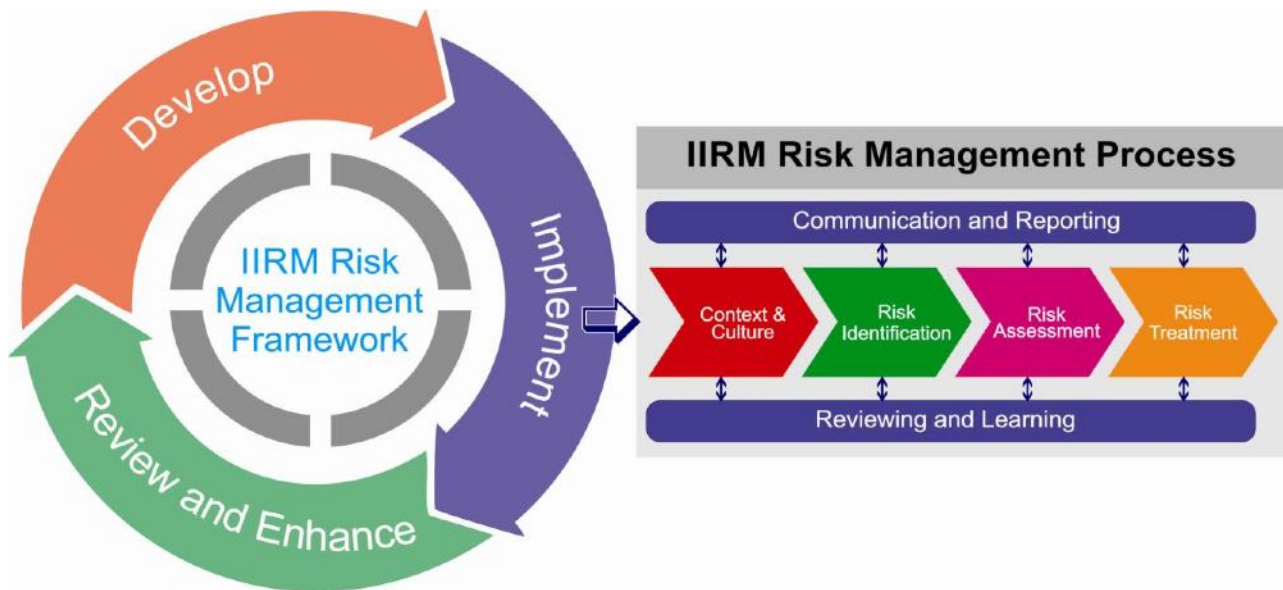 Develop
Implement
Review and Enhance
IIRM Risk
Management
Framework
IIRM Risk Management Process
Communication and Reporting
Context &
Culture
Risk
Identification
Risk
Assessment
Risk
Treatment
Reviewing and Learning